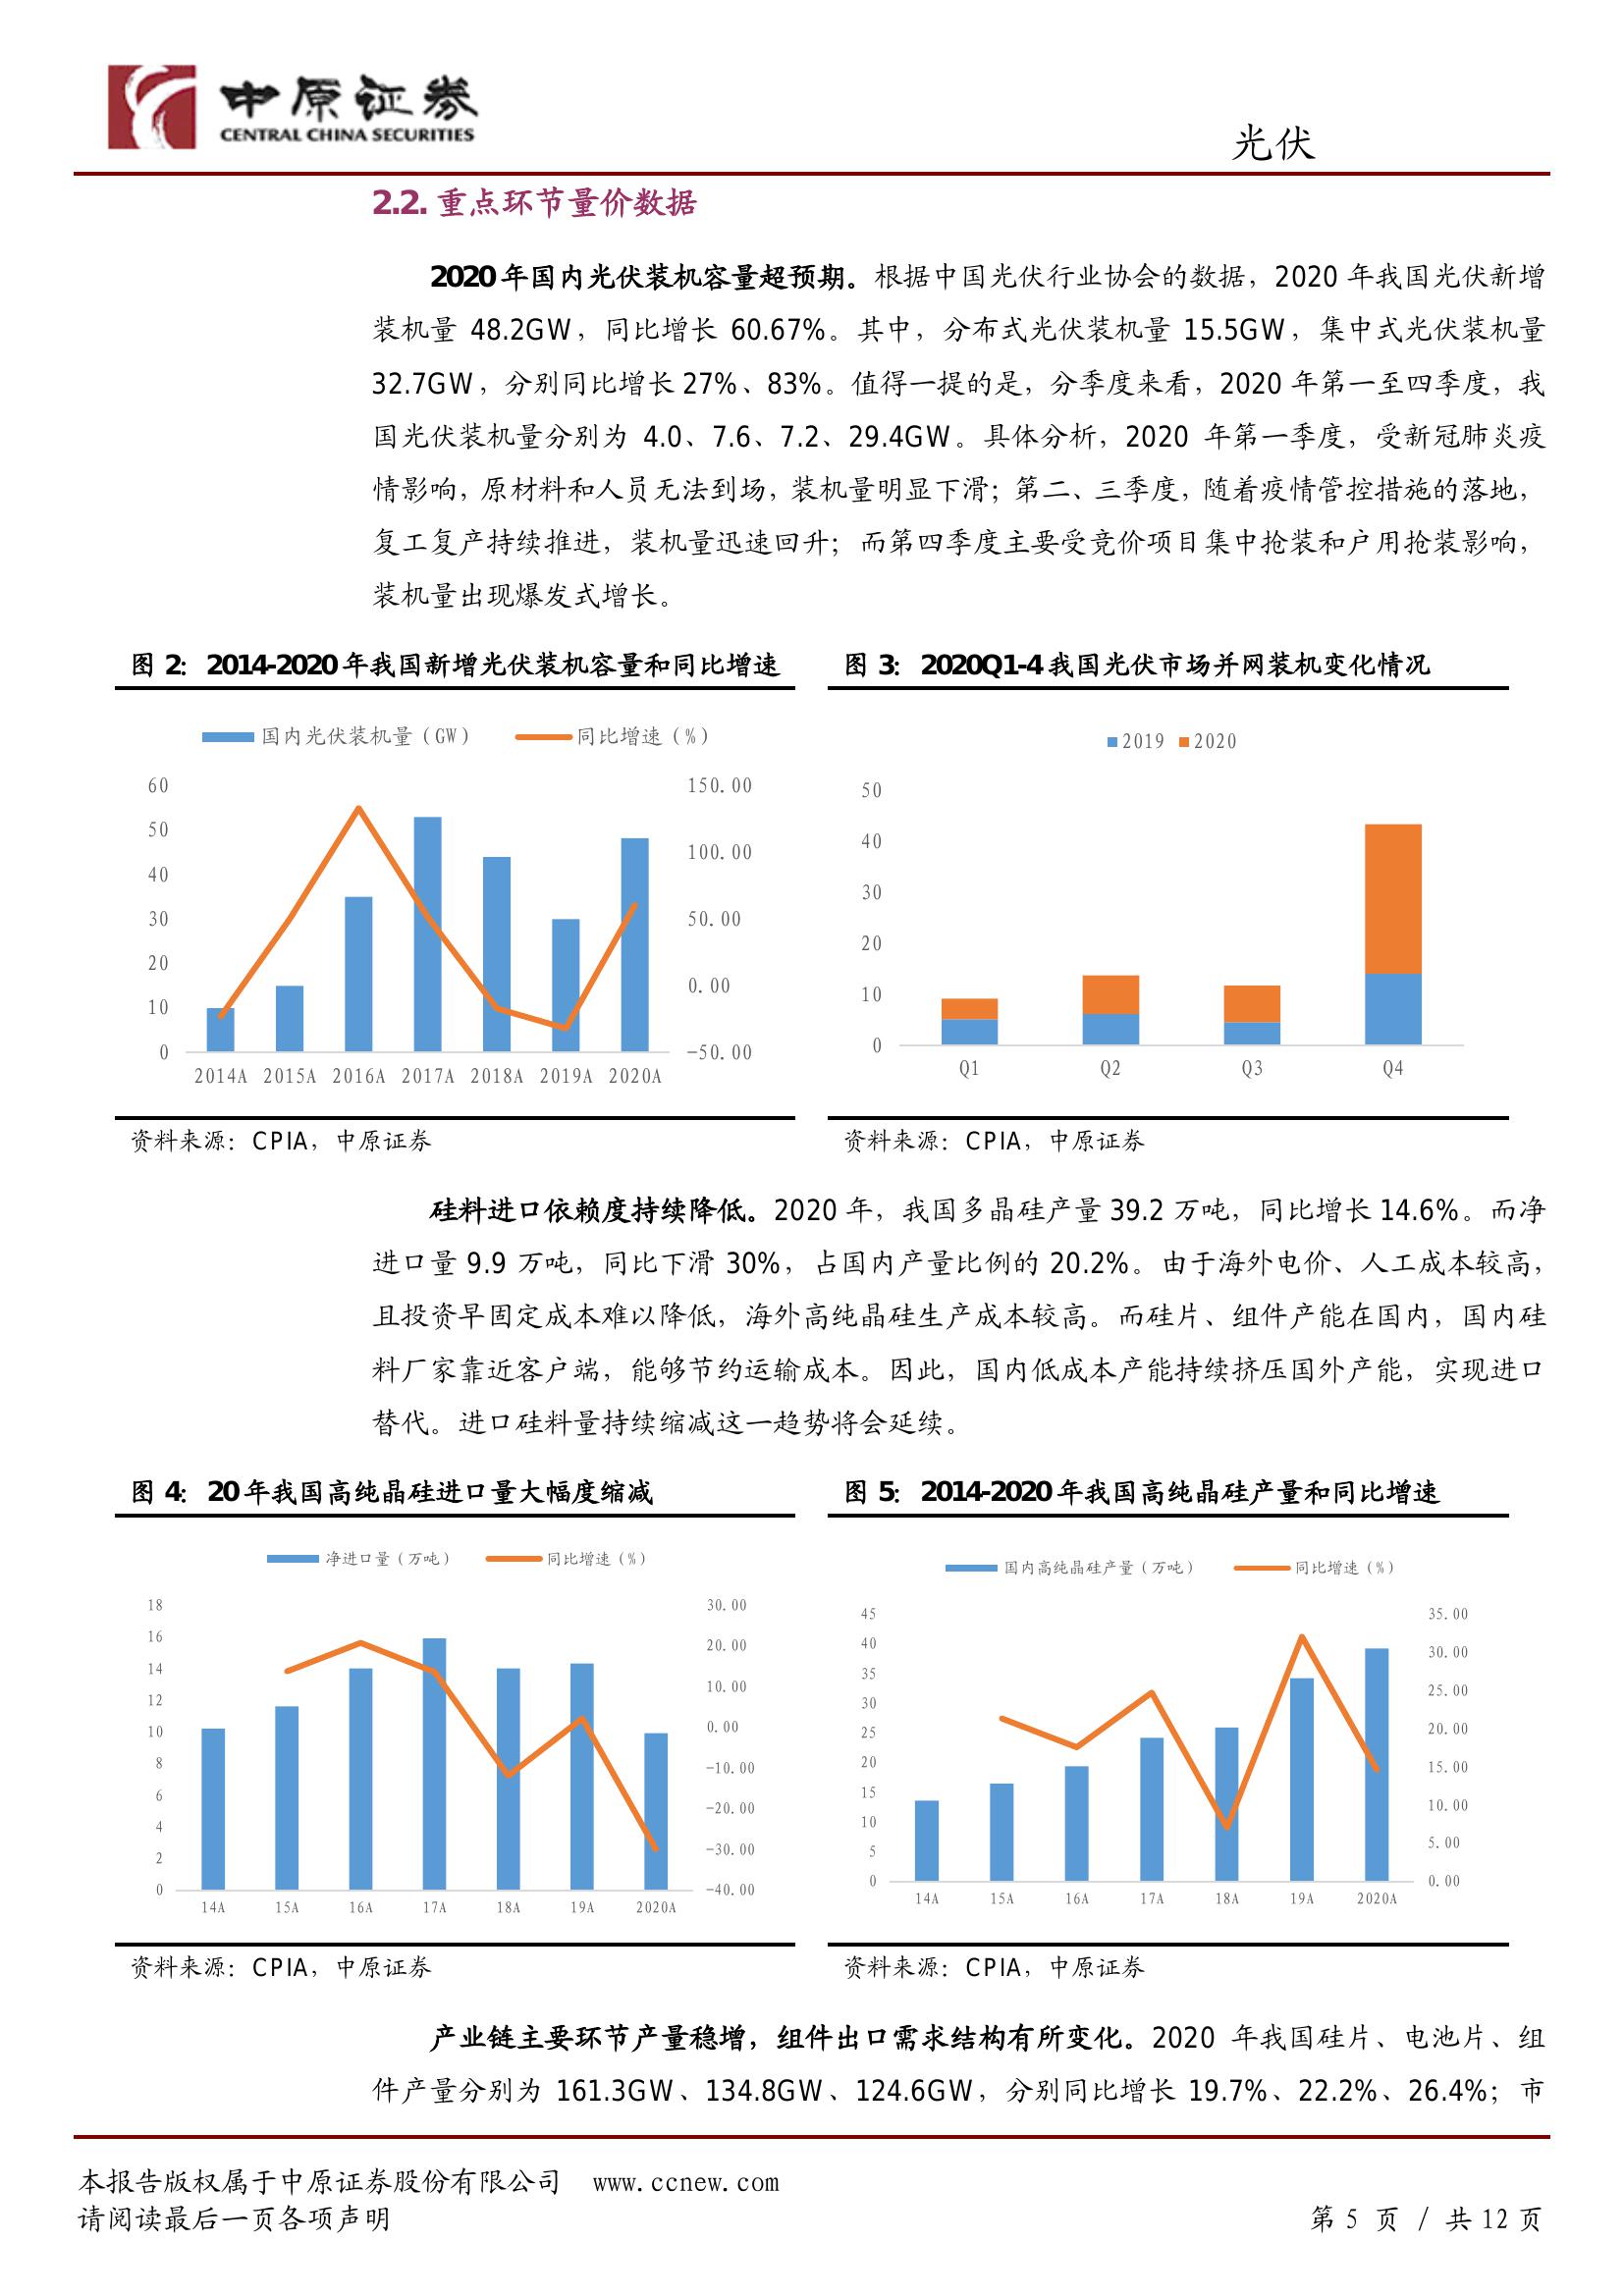 中原证券
CENTRAL CHINA SECURITIES
光伏
2.2. 重点环节量价数据
2020 年国内光伏装机容量超预期。根据中国光伏行业协会的数据，2020 年我国光伏新增
装机量 48.2GW，同比增长 60.67%。其中，分布式光伏装机量 15.5GW，集中式光伏装机量
32.7GW，分别同比增长 27%、83%。值得一提的是，分季度来看，2020 年第一至四季度，我
国光伏装机量分别为 4.0、7.6、7.2、29.4GW。具体分析，2020 年第一季度，受新冠肺炎疫
情影响，原材料和人员无法到场，装机量明显下滑；第二、三季度，随着疫情管控措施的落地，
复工复产持续推进，装机量迅速回升；而第四季度主要受竞价项目集中抢装和户用抢装影响，
装机量出现爆发式增长。
图 2： 2014-2020 年我国新增光伏装机容量和同比增速
国内光伏装机量（GW） 同比增速（%）
60
50
40
30
20
10
0
150.00
100.00
50.00
0.00
-50.00
2014A 2015A 2016A 2017A 2018A 2019A 2020A
资料来源：CPIA，中原证券
图 3： 2020Q1-4 我国光伏市场并网装机变化情况
2019 2020
50
40
30
20
10
0
Q1 Q2 Q3 Q4
资料来源：CPIA，中原证券
硅料进口依赖度持续降低。2020 年，我国多晶硅产量 39.2 万吨，同比增长 14.6%。而净
进口量 9.9 万吨，同比下滑 30%，占国内产量比例的 20.2%。由于海外电价、人工成本较高，
且投资早固定成本难以降低，海外高纯晶硅生产成本较高。而硅片、组件产能在国内，国内硅
料厂家靠近客户端，能够节约运输成本。因此，国内低成本产能持续挤压国外产能，实现进口
替代。进口硅料量持续缩减这一趋势将会延续。
图 4： 20 年我国高纯晶硅进口量大幅度缩减
净进口量（万吨） 同比增速（%）
18
16
14
12
10
8
6
4
2
0
30.00
20.00
10.00
0.00
-10.00
-20.00
-30.00
-40.00
14A 15A 16A 17A 18A 19A 2020A
资料来源：CPIA，中原证券
图 5： 2014-2020 年我国高纯晶硅产量和同比增速
国内高纯晶硅产量（万吨） 同比增速（%）
45
40
35
30
25
20
15
10
5
0
35.00
30.00
25.00
20.00
15.00
10.00
5.00
0.00
14A 15A 16A 17A 18A 19A 2020A
资料来源：CPIA，中原证券
产业链主要环节产量稳增，组件出口需求结构有所变化。2020 年我国硅片、电池片、组
件产量分别为 161.3GW、134.8GW、124.6GW，分别同比增长 19.7%、22.2%、26.4%；市
本报告版权属于中原证券股份有限公司 www.ccnew.com
请阅读最后一页各项声明
第 5 页 / 共 12 页